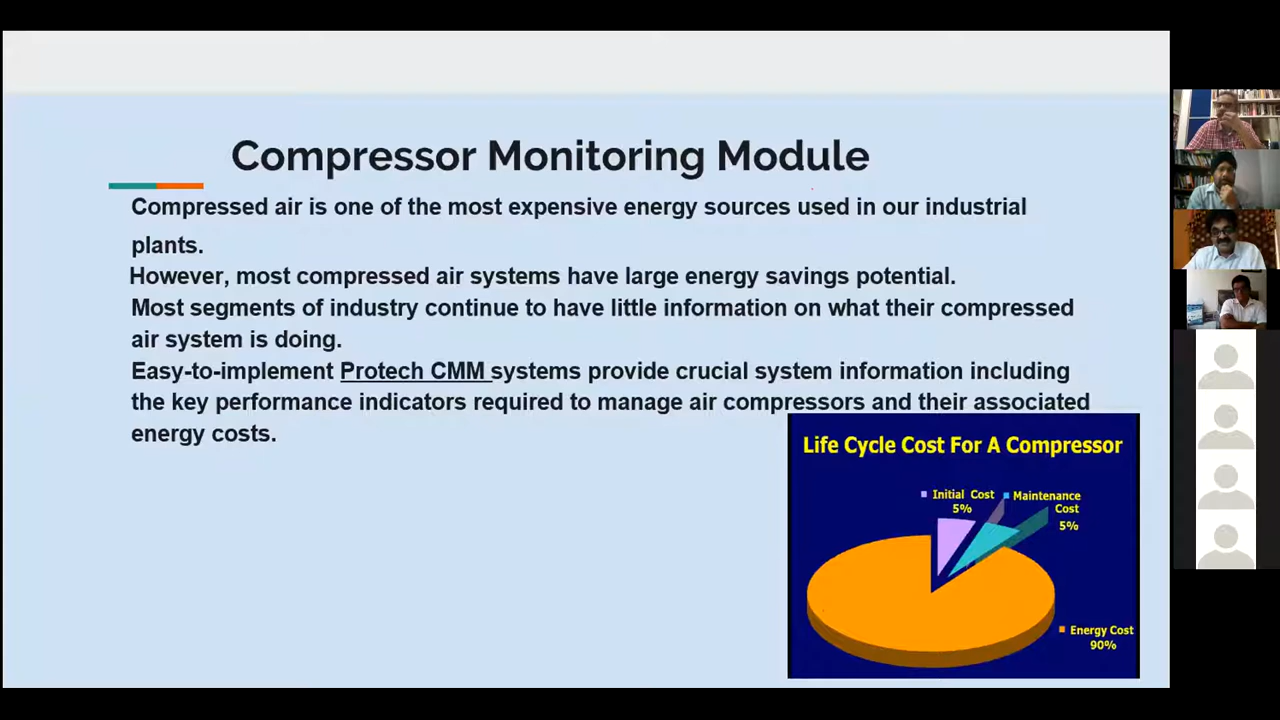 Compressor Monitoring Module
Compressed air is one of the most expensive energy sources used in our industrial
plants.
However, most compressed air systems have large energy savings potential.
Most segments of industry continue to have little information on what their compressed
air system is doing.
Easy-to-implement Protech CMM systems provide crucial system information including
the key performance indicators required to manage air compressors and their associated
energy costs.
Life Cycle Cost For A Compressor
Initial Cost
5%
Maintenance
Cost
5%
Energy Cost
90%